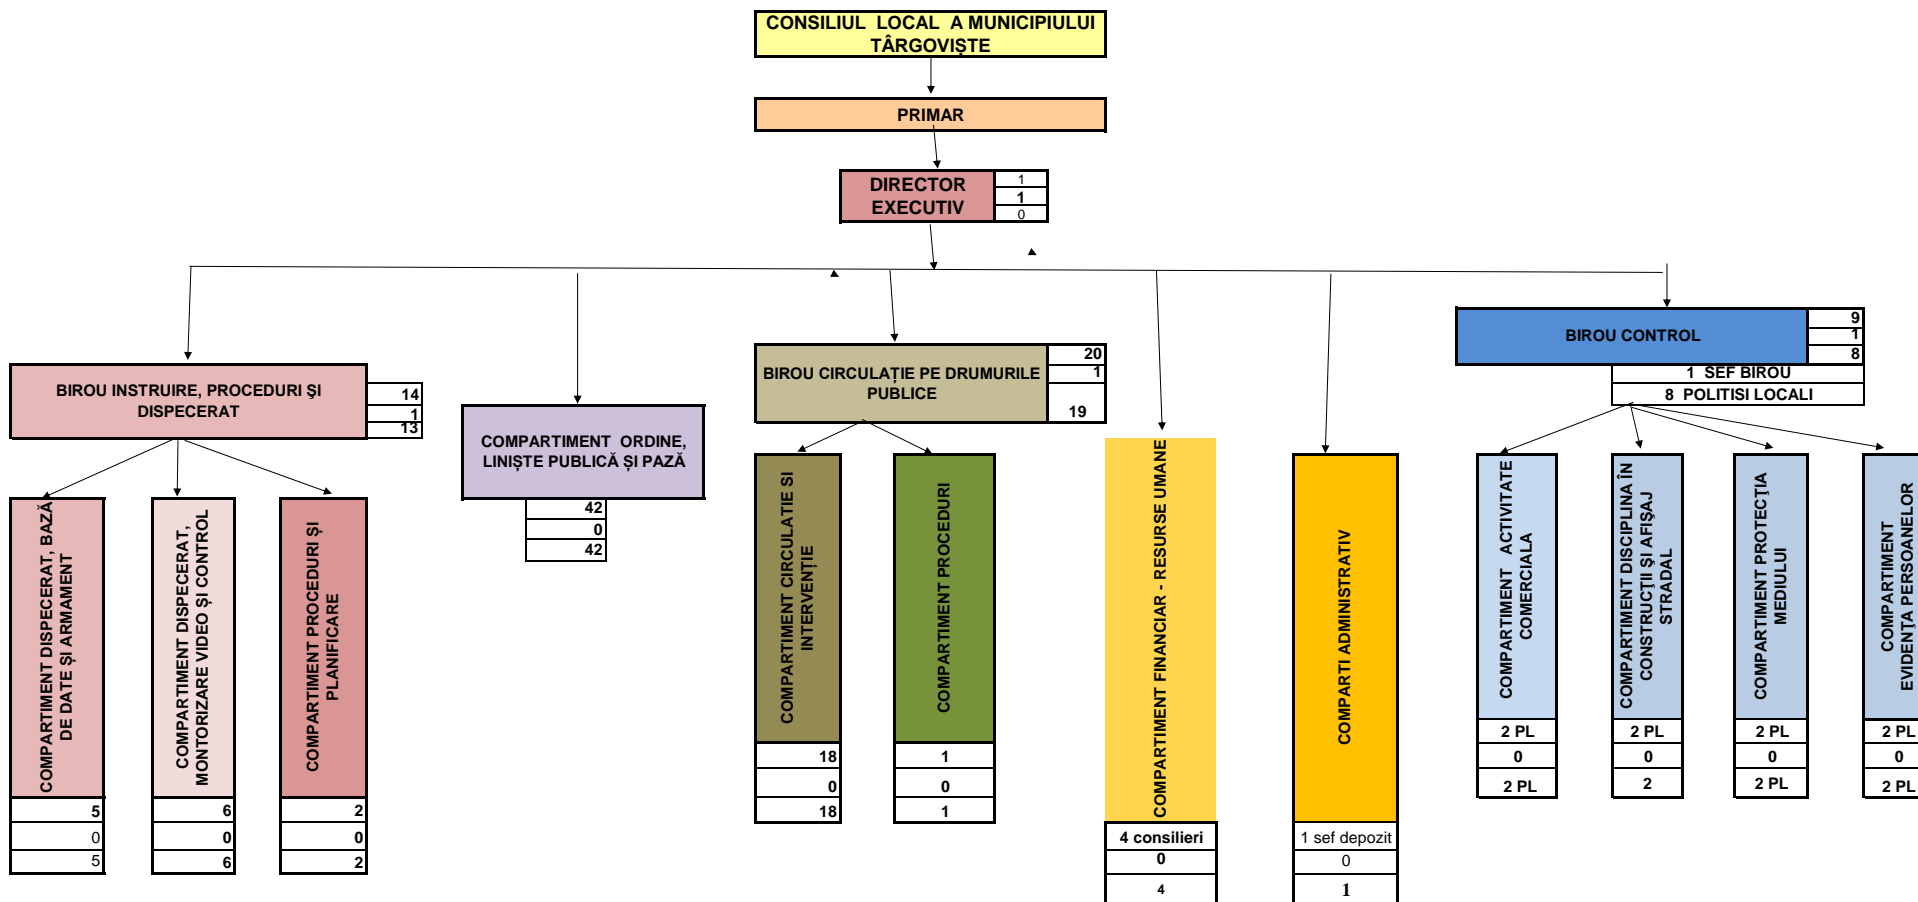 CONSILIUL LOCAL A MUNICIPIULUI
TÂRGOVIȘTE
PRIMAR
DIRECTOR
EXECUTIV
1
1
0
BIROU INSTRUIRE, PROCEDURI ŞI
DISPECERAT
14
1
13
COMPARTIMENT ORDINE,
LINIȘTE PUBLICĂ ȘI PAZĂ
42
0
42
BIROU CIRCULAȚIE PE DRUMURILE
PUBLICE
20
1
19
BIROU CONTROL
9
1
8
1 SEF BIROU
8 POLITISI LOCALI
COMPARTIMENT DISPECERAT, BAZĂ
DE DATE ȘI ARMAMENT
5
0
5
COMPARTIMENT DISPECERAT,
MONTORIZARE VIDEO ȘI CONTROL
6
0
6
COMPARTIMENT PROCEDURI ȘI
PLANIFICARE
2
0
2
COMPARTIMENT CIRCULATIE SI
INTERVENȚIE
18
0
18
COMPARTIMENT PROCEDURI
1
0
1
COMPARTIMENT FINANCIAR - RESURSE UMANE
4 consilieri
0
4
COMPARTI ADMINISTRATIV
1 sef depozit
0
1
COMPARTIMENT ACTIVITATE
COMERCIALA
2 PL
0
2 PL
COMPARTIMENT DISCIPLINA ÎN
CONSTRUCŢII ŞI AFIŞAJ
STRADAL
2 PL
0
2
COMPARTIMENT PROTECŢIA
MEDIULUI
2 PL
0
2 PL
COMPARTIMENT
EVIDENŢA PERSOANELOR
2 PL
0
2 PL